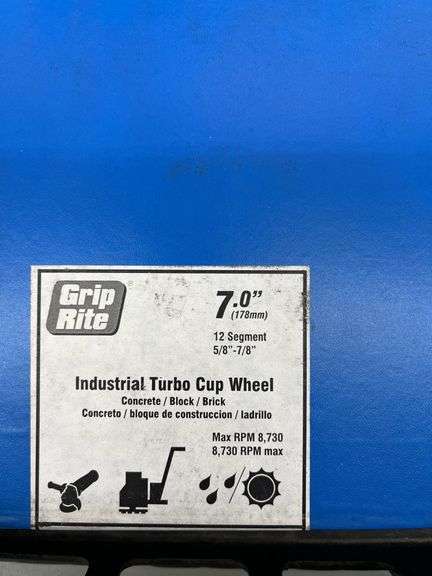 Grip
Rite
7.0"
(178mm)
12 Segment
5/8"-7/8"
Industrial Turbo Cup Wheel
Concrete / Block / Brick
Concreto / bloque de construccion / ladrillo
Max RPM 8,730
8,730 RPM max